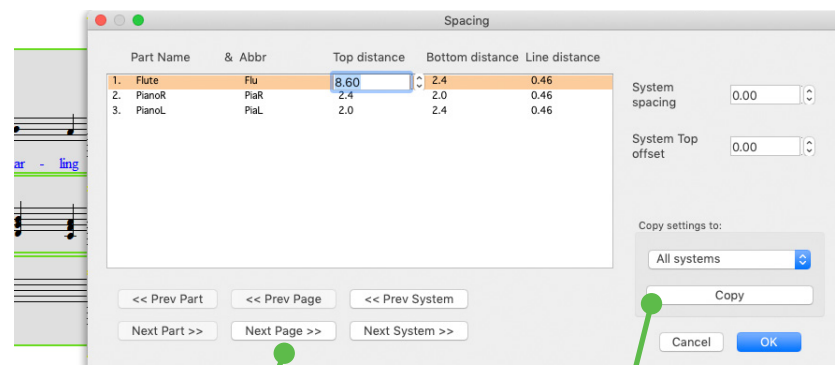 Spacing
Part Name & Abbr Top distance Bottom distance Line distance
1. Flute Flu 8.60 2.4 0.46
2. PianoR PiaR 2.4 2.0 0.46
3. PianoL PiaL 2.0 2.4 0.46
System
spacing
0.00
System Top
offset
0.00
ar - ling
Copy settings to:
All systems
Copy
<< Prev Part << Prev Page << Prev System
Next Part >> Next Page >> Next System >>
Cancel OK